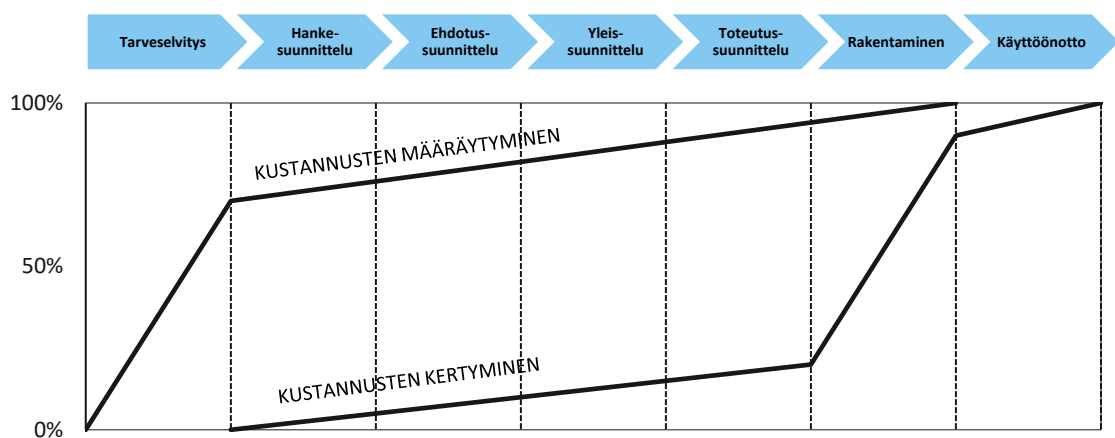 Tarveselvitys
Hanke-
suunnittelu
Ehdotus-
suunnittelu
Yleis-
suunnittelu
Toteutus-
suunnittelu
Rakentaminen
Käyttöönotto
100%
KUSTANNUSTEN MÄÄRÄYTYMINEN
50%
KUSTANNUSTEN KERTYMINEN
0%